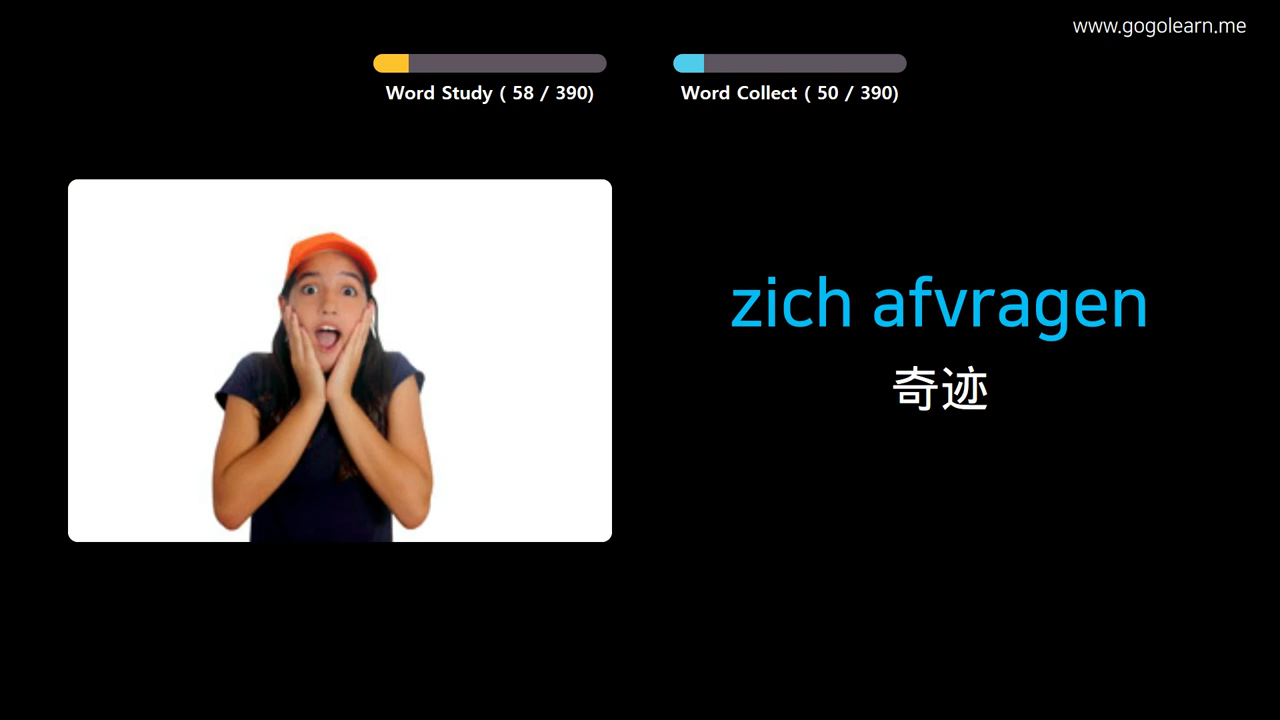 www.gogolearn.me
Word Study ( 58 / 390)
Word Collect ( 50 / 390)
zich afvragen
奇迹